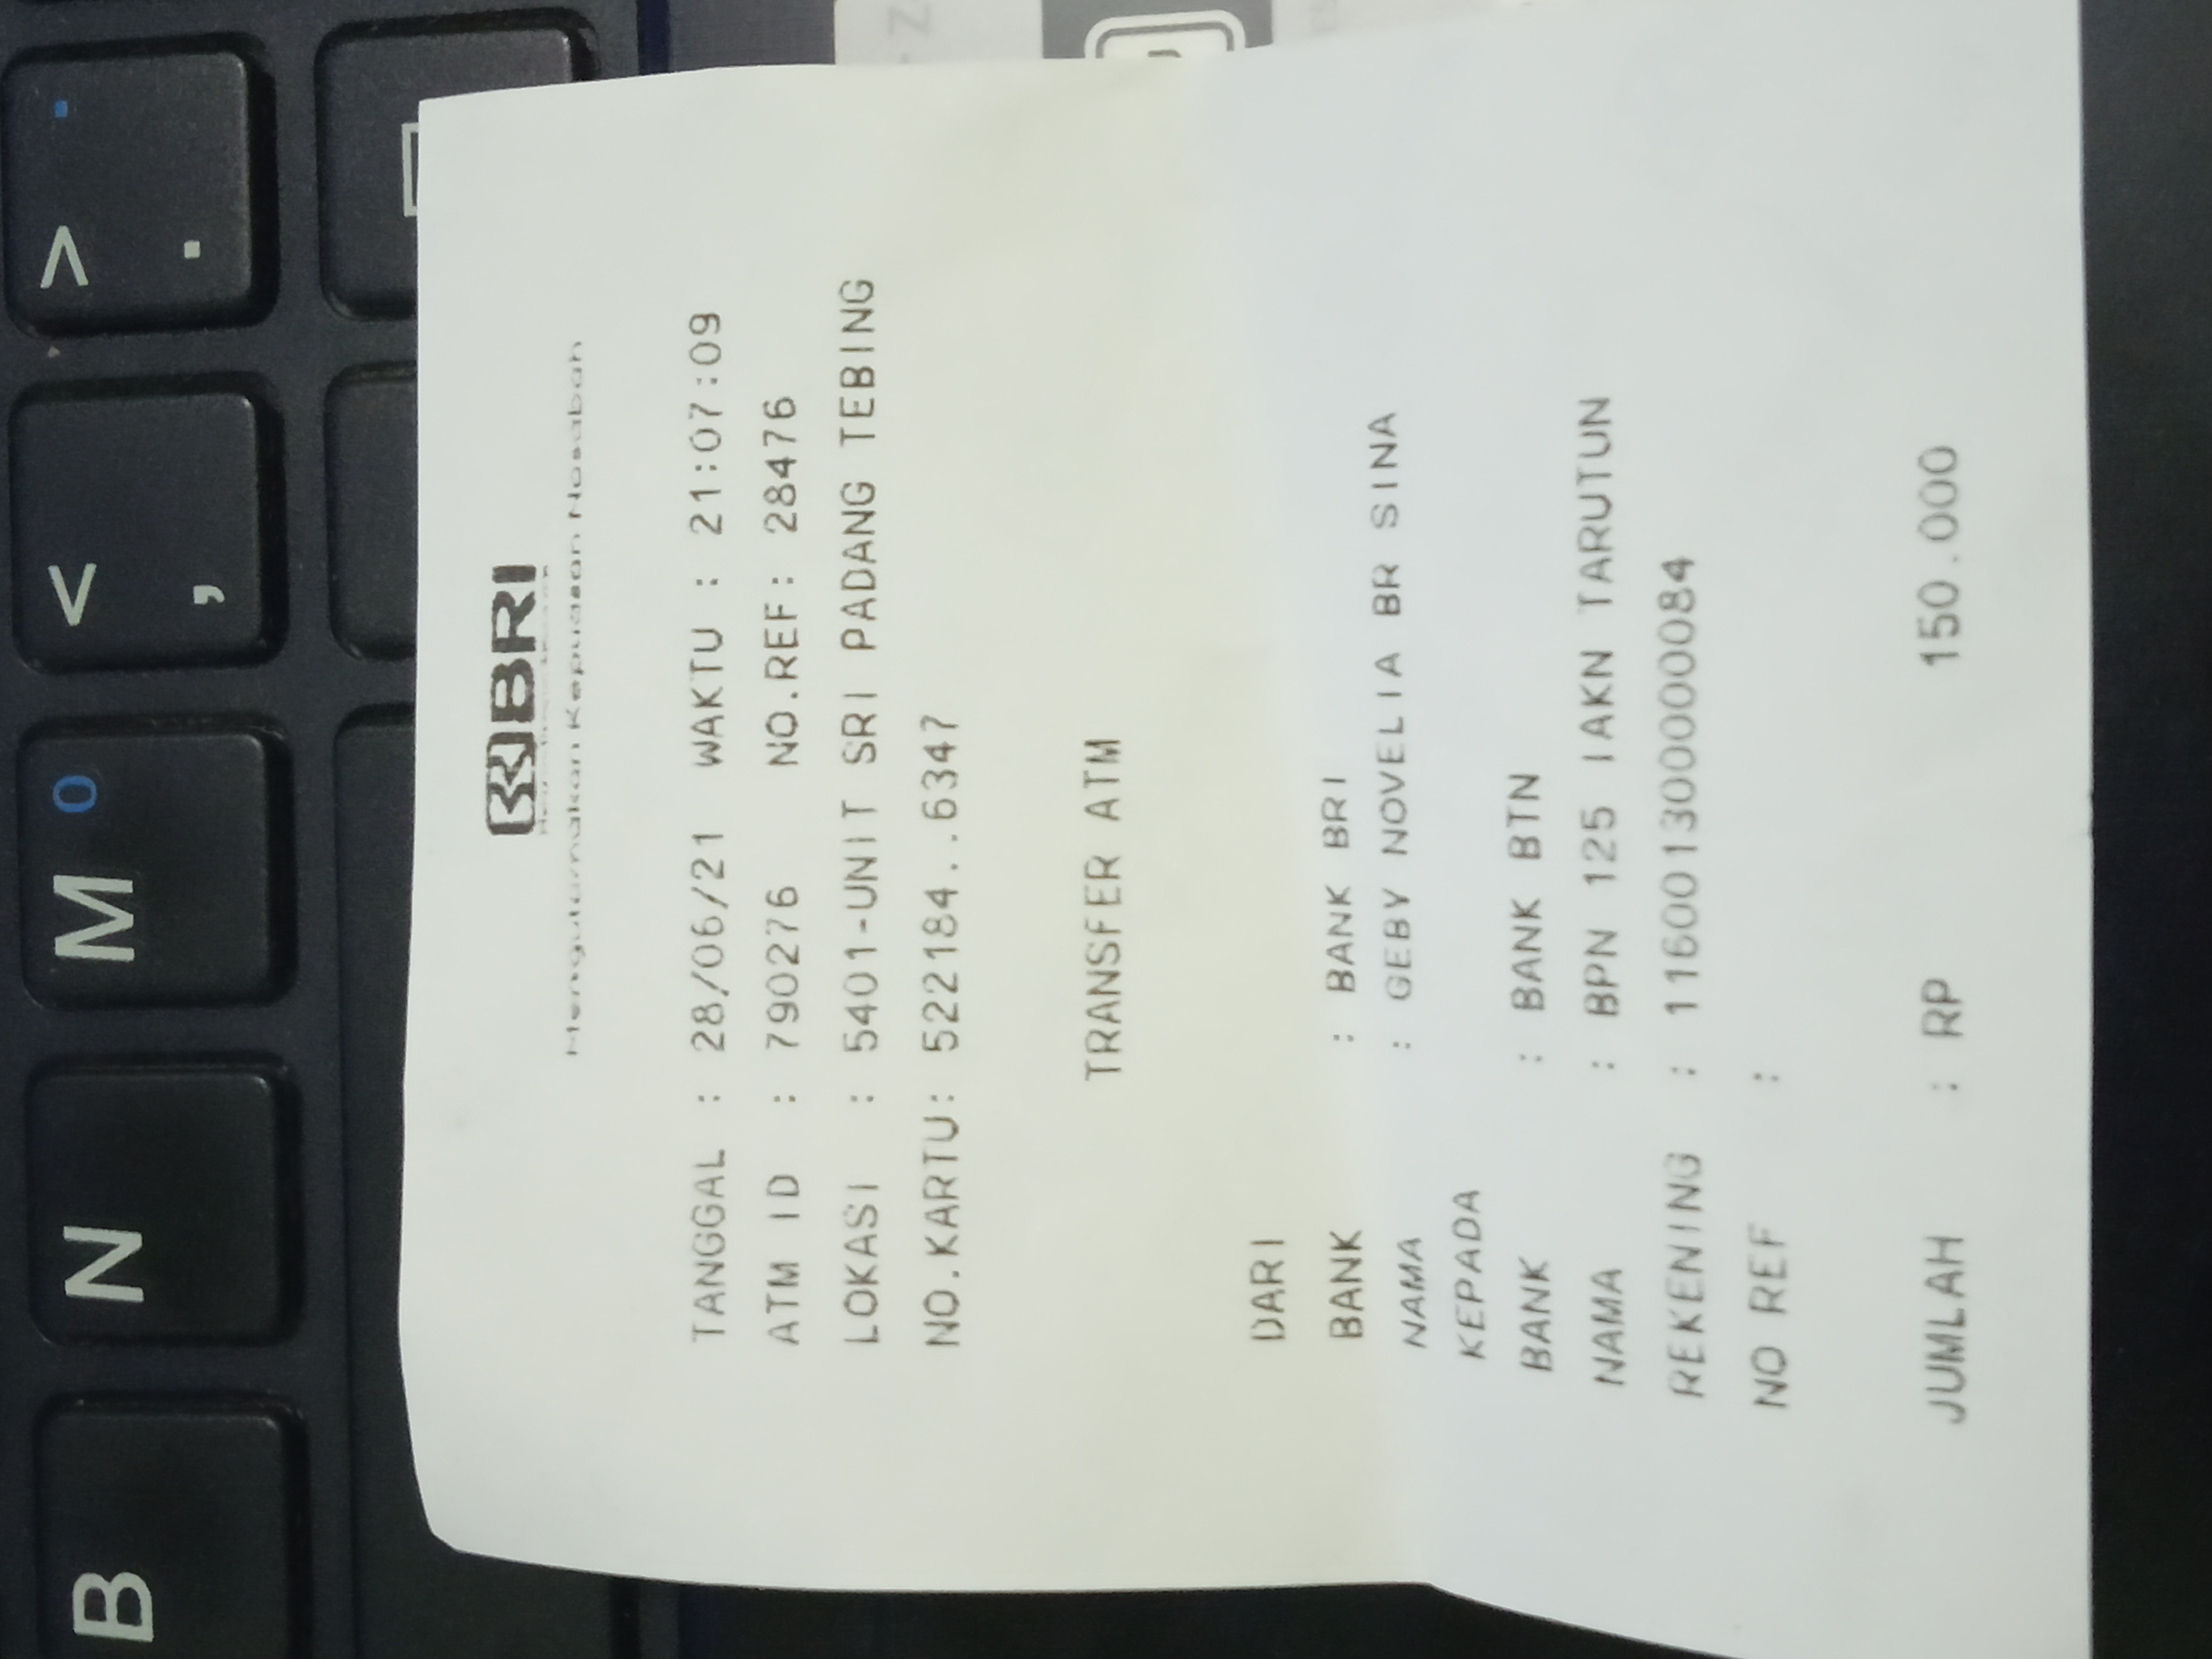 BRI
Mengutamakan Kepuasan Nasabah
TANGGAL : 28/06/21 WAKTU : 21:07:09
ATM ID : 790276 NO.REF: 28476
LOKASI : 5401-UNIT SRI PADANG TEBING
NO.KARTU: 522184..6347
TRANSFER ATM
DARI
BANK : BANK BRI
NAMA : GEBY NOVELIA BR SINA
KEPADA
BANK : BANK BTN
NAMA : BPN 125 IAKN TARUTUN
REKENING : 1160013000000084
NO REF :
JUMLAH : RP 150.000
B
N
M 0
<
,
>
.
Z